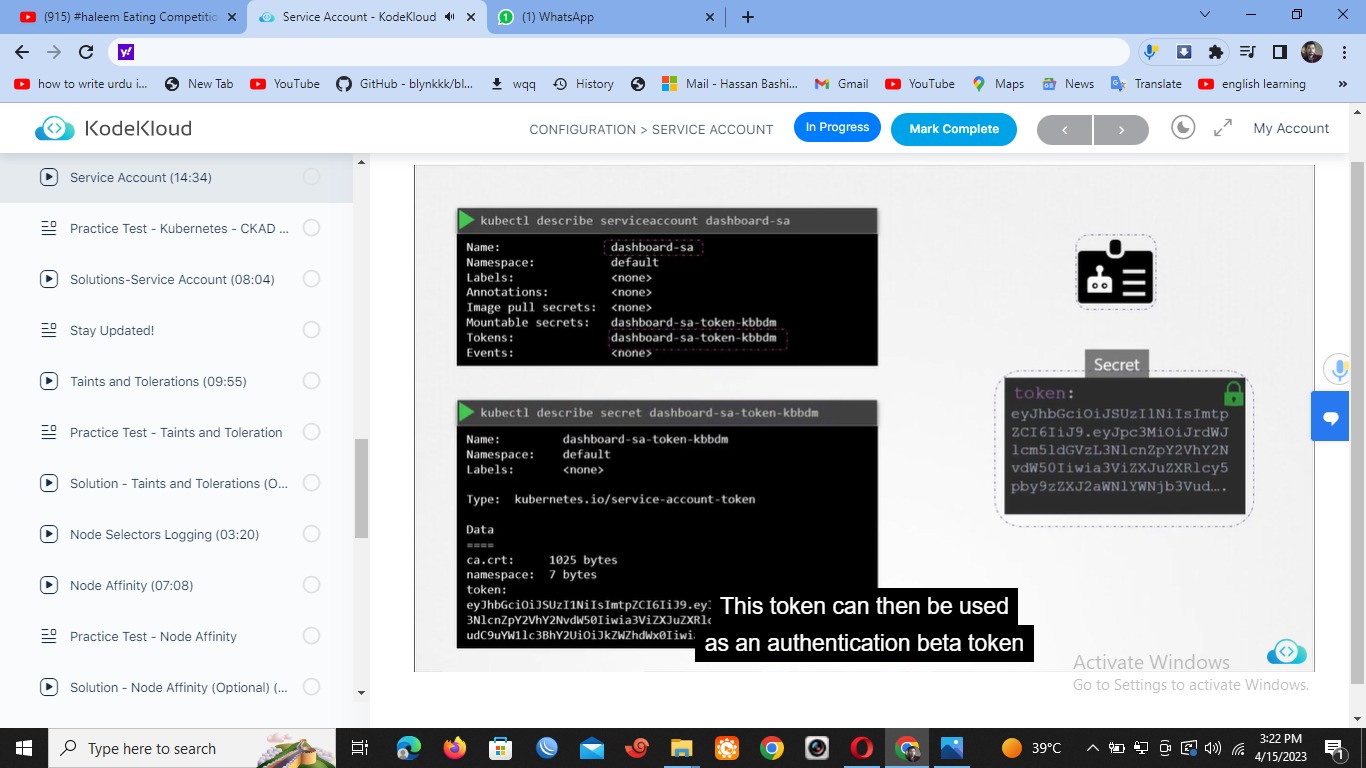 (915) #haleem Eating Competitio
Service Account - KodeKloud
(1) WhatsApp
how to write urdu i...
New Tab
YouTube
GitHub - blynkkk/bl...
wqq
History
Mail - Hassan Bashi...
Gmail
YouTube
Maps
News
Translate
english learning
»
KodeKloud
CONFIGURATION > SERVICE ACCOUNT
In Progress
Mark Complete
<
>
My Account
Service Account (14:34)
Practice Test - Kubernetes - CKAD ...
Solutions-Service Account (08:04)
Stay Updated!
Taints and Tolerations (09:55)
Practice Test - Taints and Toleration
Solution - Taints and Tolerations (O...
Node Selectors Logging (03:20)
Node Affinity (07:08)
Practice Test - Node Affinity
Solution - Node Affinity (Optional) (...
kubectl describe serviceaccount dashboard-sa
Name: dashboard-sa
Namespace: default
Labels: <none>
Annotations: <none>
Image pull secrets: <none>
Mountable secrets: dashboard-sa-token-kbbdm
Tokens: dashboard-sa-token-kbbdm
Events: <none>
kubectl describe secret dashboard-sa-token-kbbdm
Name: dashboard-sa-token-kbbdm
Namespace: default
Labels: <none>
Type: kubernetes.io/service-account-token
Data
====
ca.crt: 1025 bytes
namespace: 7 bytes
token:
eyJhbGciOiJSUzI1NiIsImtpZCI6IiJ9.eyJ
3NlcnZpY2VhY2NvdW50Iiwia3ViZXJuZXRlc
udC9uYW1lc3BhY2UiOiJkZWZhdWx0Iiwia
Secret
token:
eyJhbGciOiJSUzI1NiIsImtp
ZCI6IiJ9.eyJpc3MiOiJrdWJ
lcm5ldGVzL3NlcnZpY2VhY2N
vdW50Iiwia3ViZXJuZXRlcy5
pby9zZXJ2aWNlYWNjb3Vud….
This token can then be used
as an authentication beta token
Activate Windows
Go to Settings to activate Windows.
Type here to search
39°C
3:22 PM
4/15/2023
1